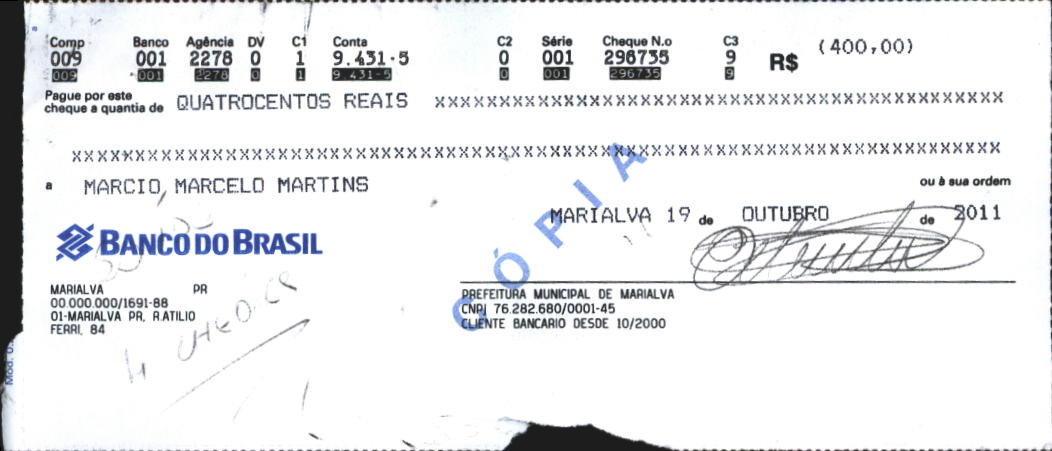 Comp Banco Agência DV C1 Conta C2 Série Cheque N.o C3
009 001 2278 0 1 9.431-5 0 001 296735 9 R$ (400,00)
009 001 2278 0 1 9.431-5 0 001 296735 9
Pague por este
cheque a quantia de QUATROCENTOS REAIS XXXXXXXXXXXXXXXXXXXXXXXXXXXXXXXXXXXXXXXXXXXXX
XXXXXXXXXXXXXXXXXXXXXXXXXXXXXXXXXXXXXXXXXXXXXXXXXXXXXXXXXXXXXXXXXXXXXXXXX
a MARCIO MARCELO MARTINS ou à sua ordem
MARIALVA 19 de OUTUBRO de 2011
CÓPIA
BANCO DO BRASIL
MARIALVA PR
00.000.000/1691-88
01-MARIALVA PR, R.ATILIO
FERRI, 84
PREFEITURA MUNICIPAL DE MARIALVA
CNPJ 76.282.680/0001-45
CLIENTE BANCARIO DESDE 10/2000